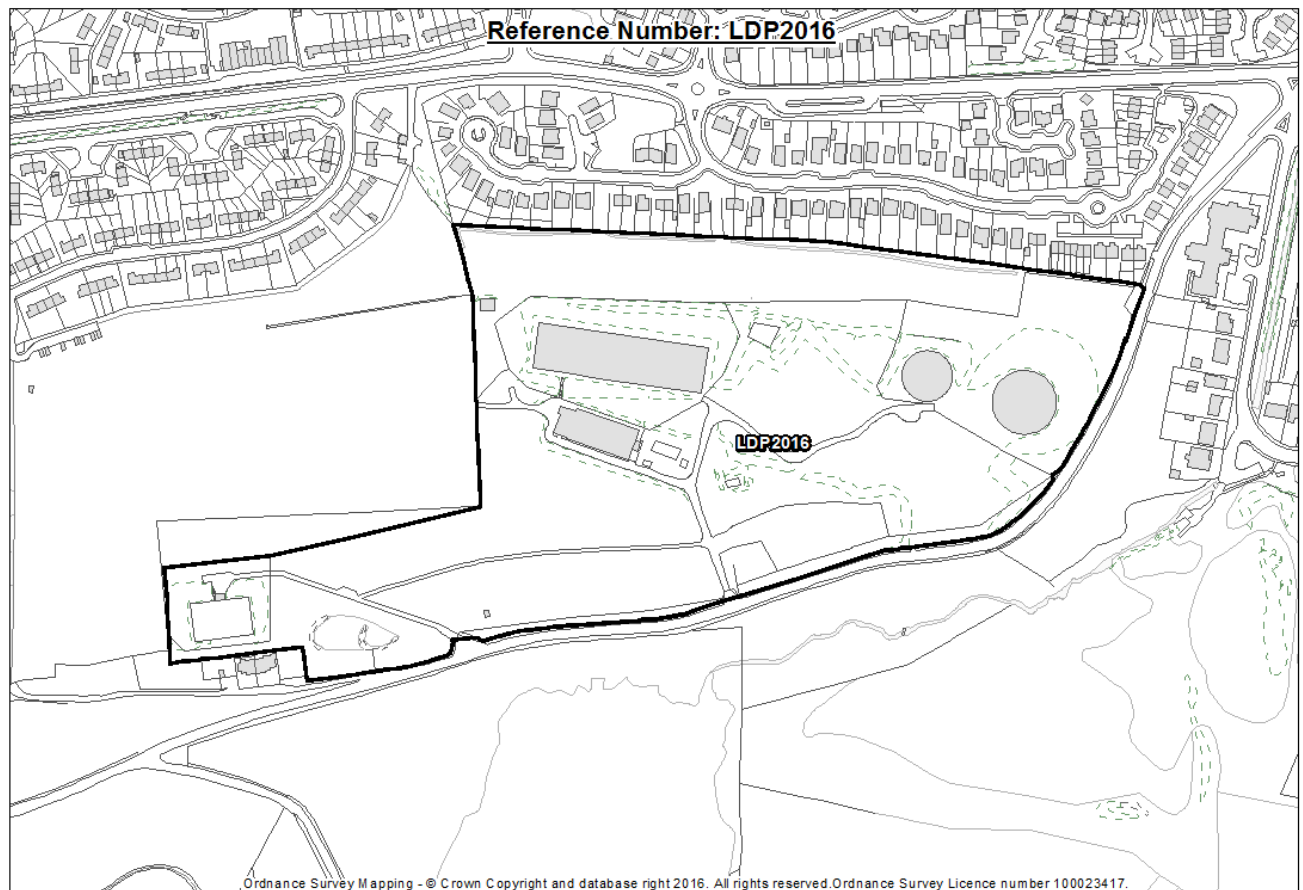 Reference Number: LDP2016
LDP2016
Ordnance Survey Mapping - © Crown Copyright and database right 2016. All rights reserved.Ordnance Survey Licence number 100023417.